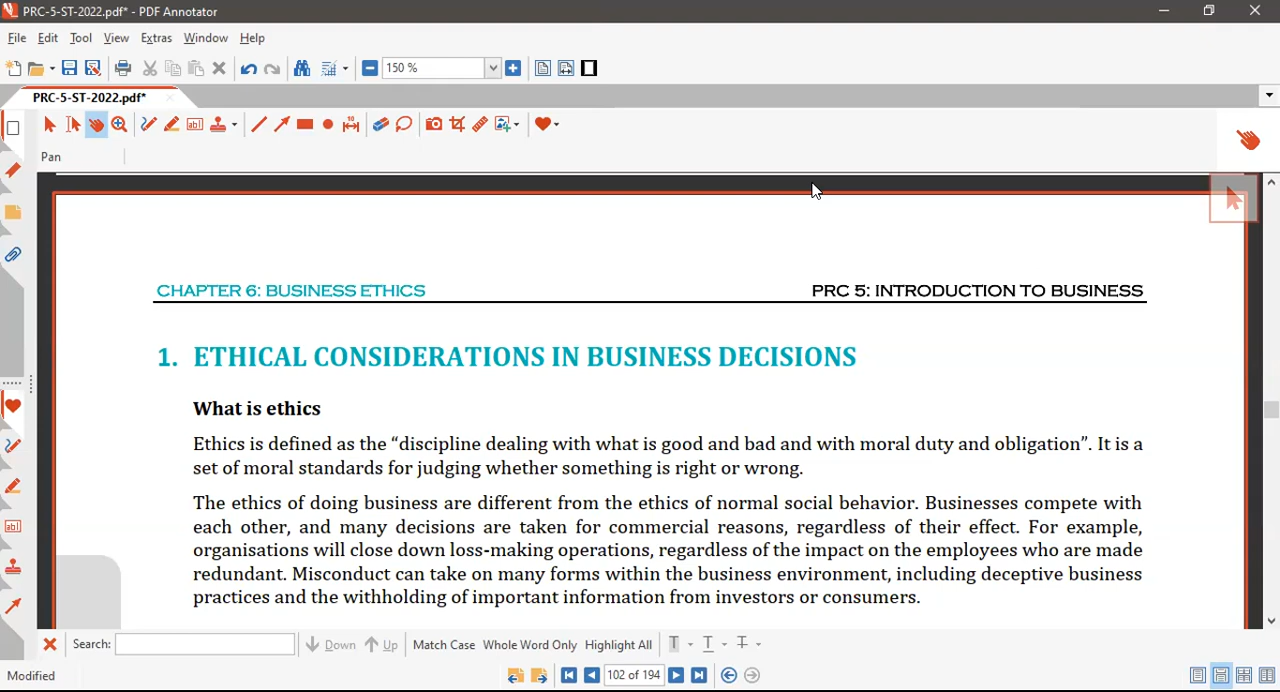 PRC-5-ST-2022.pdf* - PDF Annotator
File Edit Tool View Extras Window Help
150 %
PRC-5-ST-2022.pdf*
Pan
CHAPTER 6: BUSINESS ETHICS PRC 5: INTRODUCTION TO BUSINESS
1. ETHICAL CONSIDERATIONS IN BUSINESS DECISIONS
What is ethics
Ethics is defined as the “discipline dealing with what is good and bad and with moral duty and obligation”. It is a
set of moral standards for judging whether something is right or wrong.
The ethics of doing business are different from the ethics of normal social behavior. Businesses compete with
each other, and many decisions are taken for commercial reasons, regardless of their effect. For example,
organisations will close down loss-making operations, regardless of the impact on the employees who are made
redundant. Misconduct can take on many forms within the business environment, including deceptive business
practices and the withholding of important information from investors or consumers.
Search: Down Up Match Case Whole Word Only Highlight All
Modified 102 of 194